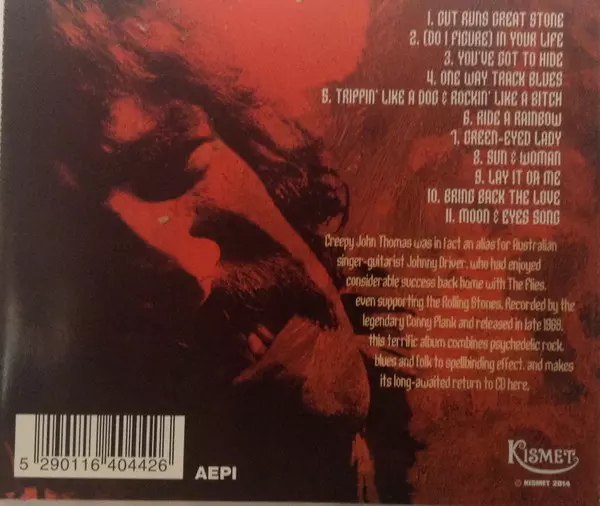 1. GUT RUNS GREAT STONE
2. (DO I FIGURE) IN YOUR LIFE
3. YOU'VE GOT TO HIDE
4. ONE WAY TRACK BLUES
5. TRIPPIN' LIKE A DOG & ROCKIN' LIKE A BITCH
6. RIDE A RAINBOW
7. GREEN-EYED LADY
8. SUN & WOMAN
9. LAY IT ON ME
10. BRING BACK THE LOVE
11. MOON & EYES SONG
Creepy John Thomas was in fact an alias for Australian
singer-guitarist Johnny Driver, who had enjoyed
considerable success back home with The Flies,
even supporting the Rolling Stones. Recorded by the
legendary Conny Plank and released in late 1969,
this terrific album combines psychedelic rock,
blues and folk to spellbinding effect, and makes
its long-awaited return to CD here.
5 290116 404426
AEPI
KISMET
© KISMET 2014